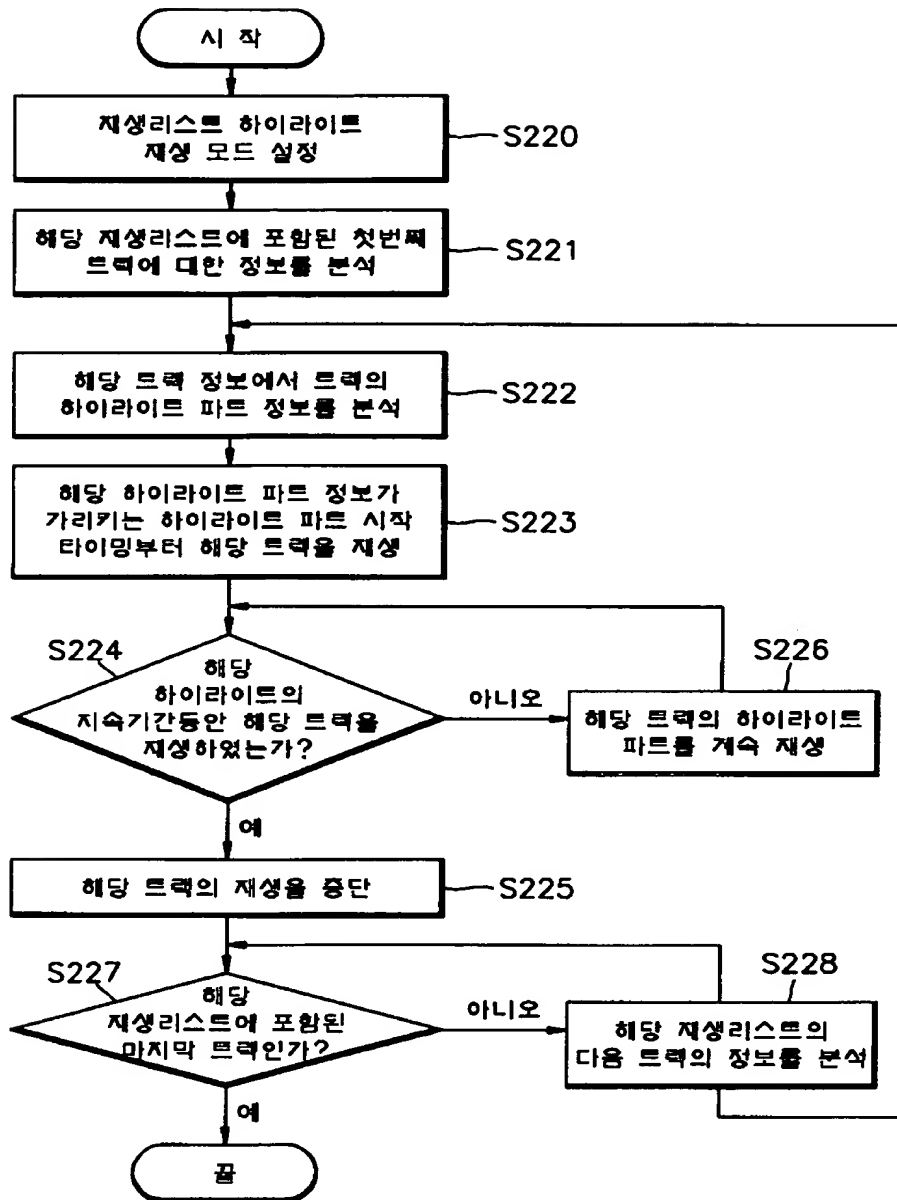 시 작
재생리스트 하이라이트
재생 모드 설정
S220
해당 재생리스트에 포함된 첫번째
트랙에 대한 정보를 분석
S221
해당 트랙 정보에서 트랙의
하이라이트 파트 정보를 분석
S222
해당 하이라이트 파트 정보가
가리키는 하이라이트 파트 시작
타이밍부터 해당 트랙을 재생
S223
S224
해당
하이라이트의
지속기간동안 해당 트랙을
재생하였는가?
아니오
S226
해당 트랙의 하이라이트
파트를 계속 재생
예
해당 트랙의 재생을 중단
S225
S227
해당
재생리스트에 포함된
마지막 트랙인가?
아니오
S228
해당 재생리스트의
다음 트랙의 정보를 분석
예
끝